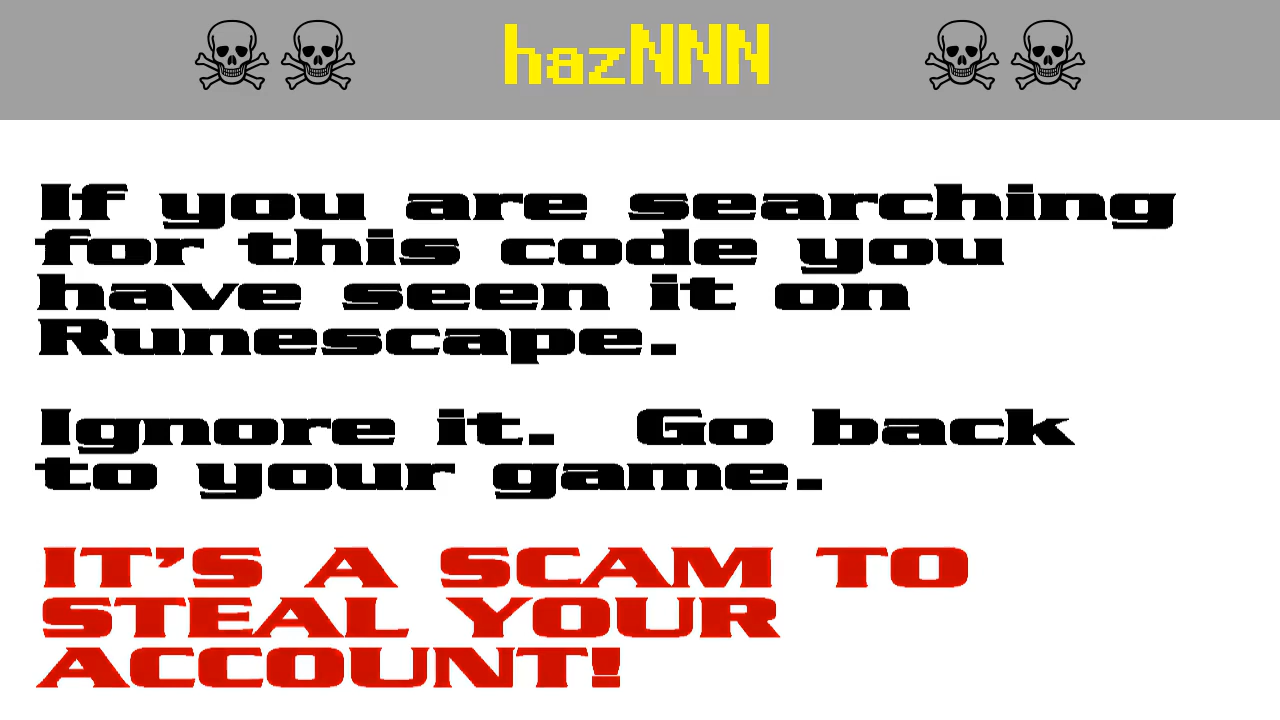 hazNNN
If you are searching
for this code you
have seen it on
Runescape.
Ignore it.  Go back
to your game.
IT'S A SCAM TO
STEAL YOUR
ACCOUNT!